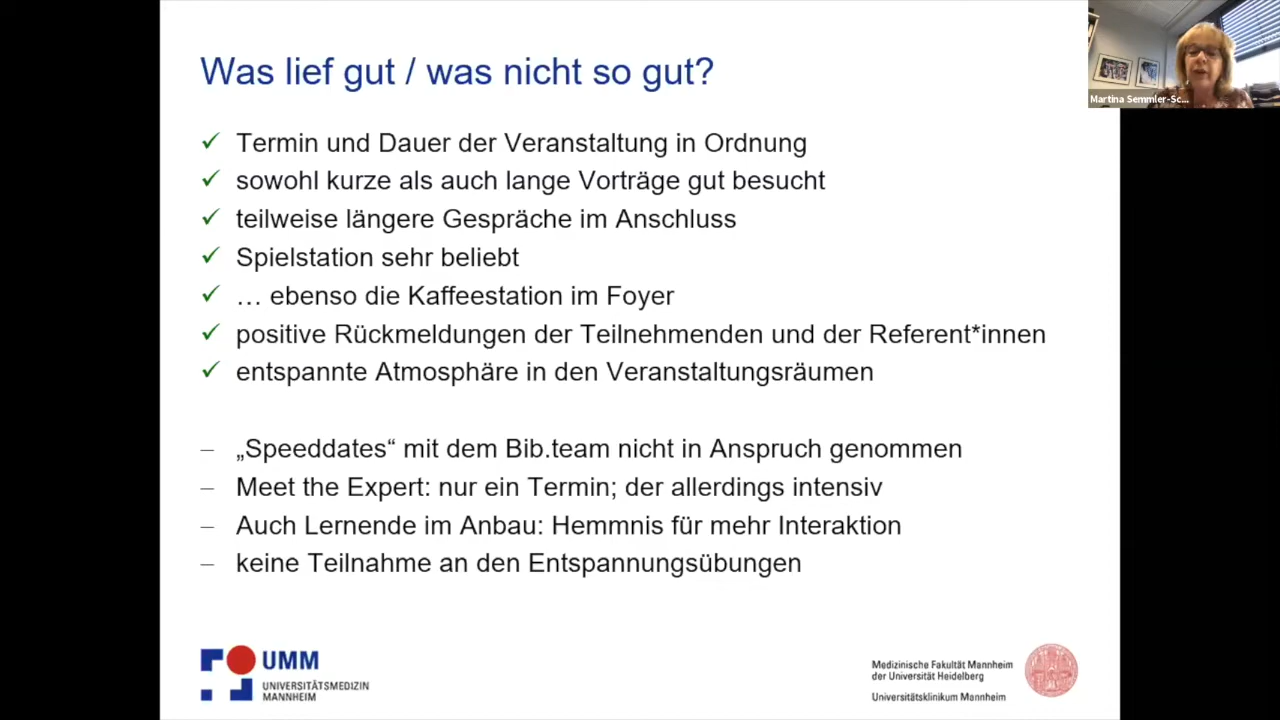 Was lief gut / was nicht so gut?
Martina Semmler-Sc...
✓ Termin und Dauer der Veranstaltung in Ordnung
✓ sowohl kurze als auch lange Vorträge gut besucht
✓ teilweise längere Gespräche im Anschluss
✓ Spielstation sehr beliebt
✓ … ebenso die Kaffeestation im Foyer
✓ positive Rückmeldungen der Teilnehmenden und der Referent*innen
✓ entspannte Atmosphäre in den Veranstaltungsräumen
– „Speeddates“ mit dem Bib.team nicht in Anspruch genommen
– Meet the Expert: nur ein Termin; der allerdings intensiv
– Auch Lernende im Anbau: Hemmnis für mehr Interaktion
– keine Teilnahme an den Entspannungsübungen
UMM
UNIVERSITÄTSMEDIZIN
MANNHEIM
Medizinische Fakultät Mannheim
der Universität Heidelberg
Universitätsklinikum Mannheim